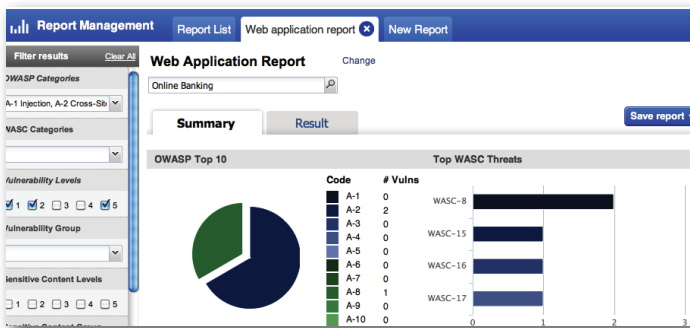 Report Management
Report List
Web application report
New Report
Filter results
Clear All
OWASP Categories
A-1 Injection, A-2 Cross-Sit
WASC Categories
Vulnerability Levels
1 2 3 4 5
Vulnerability Group
Sensitive Content Levels
1 2 3 4 5
Web Application Report
Change
Online Banking
Summary
Result
Save report
OWASP Top 10
Code # Vulns
A-1 0
A-2 2
A-3 0
A-4 0
A-5 0
A-6 0
A-7 0
A-8 1
A-9 0
A-10 0
Top WASC Threats
WASC-8
WASC-15
WASC-16
WASC-17
0 1 2 3